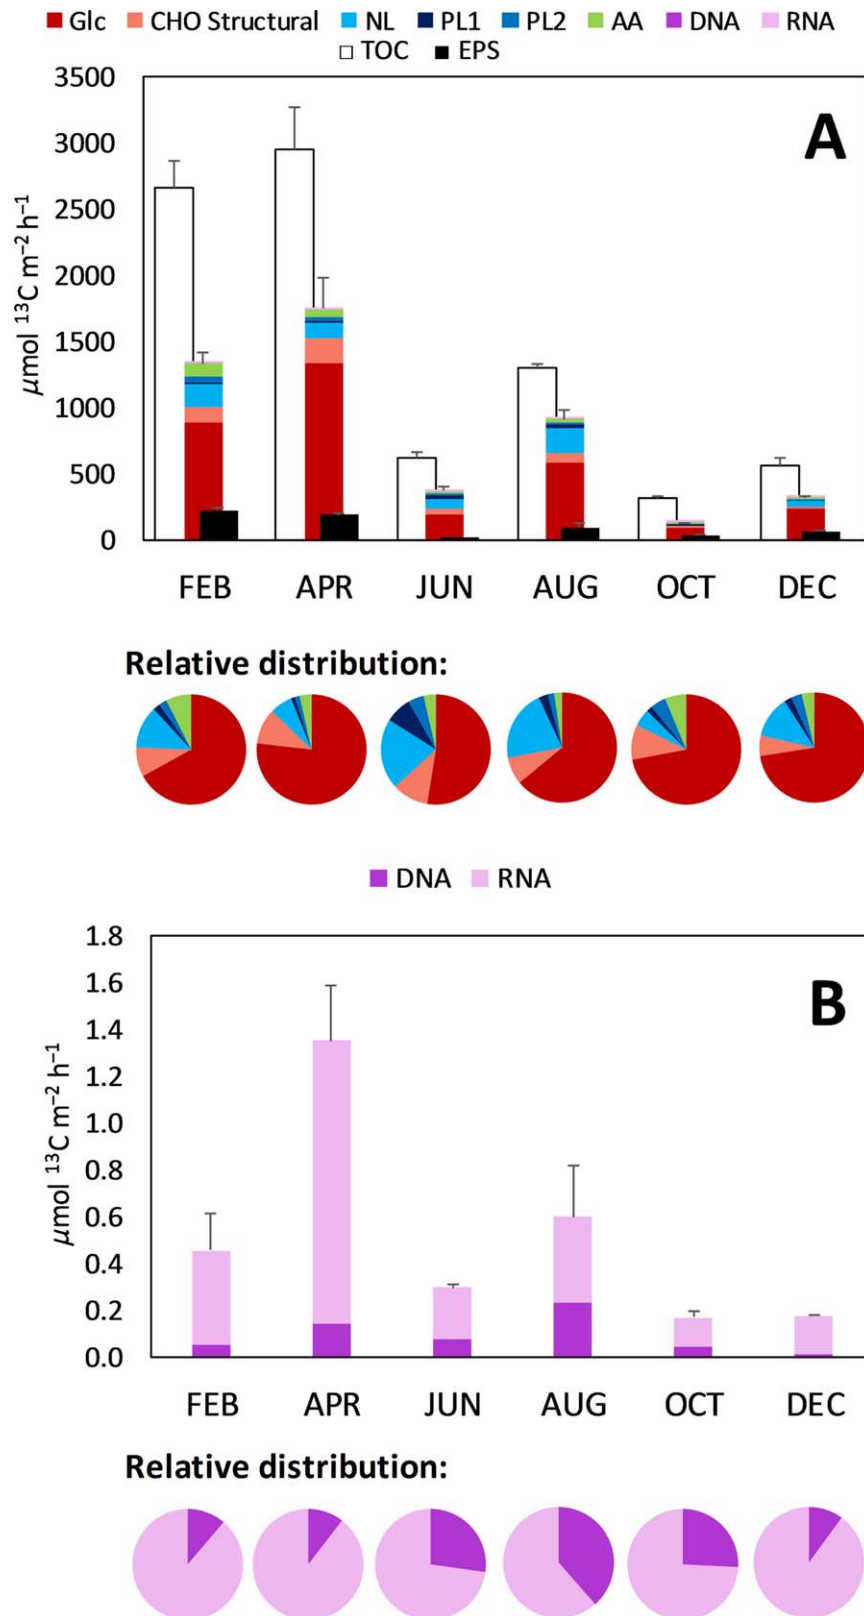 Glc CHO Structural NL PL1 PL2 AA DNA RNA
TOC EPS
A
3500
3000
2500
2000
1500
1000
500
0
μmol ¹³C m⁻² h⁻¹
FEB APR JUN AUG OCT DEC
Relative distribution:
DNA RNA
B
1.8
1.6
1.4
1.2
1.0
0.8
0.6
0.4
0.2
0.0
μmol ¹³C m⁻² h⁻¹
FEB APR JUN AUG OCT DEC
Relative distribution: